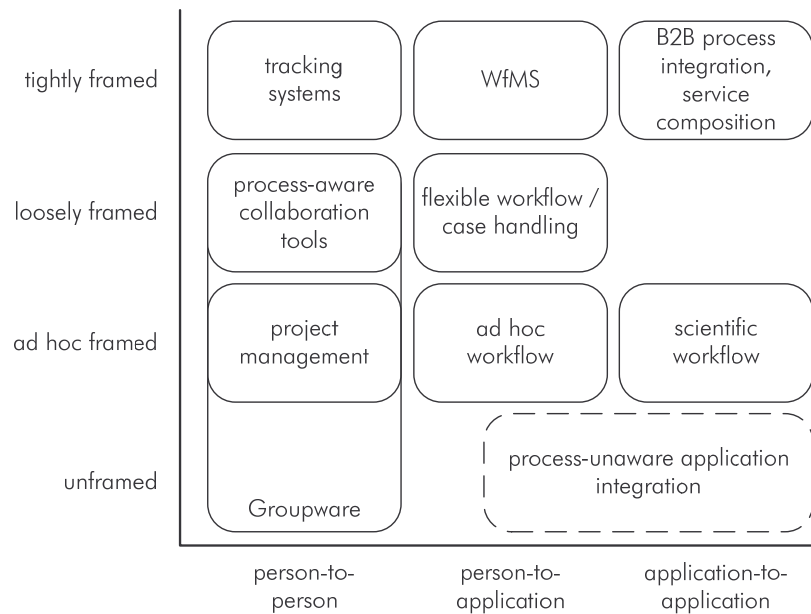 tightly framed
tracking
systems
WfMS
B2B process
integration,
service
composition
loosely framed
process-aware
collaboration
tools
flexible workflow /
case handling
ad hoc framed
project
management
ad hoc
workflow
scientific
workflow
unframed
Groupware
process-unaware application
integration
person-to-
person
person-to-
application
application-to-
application